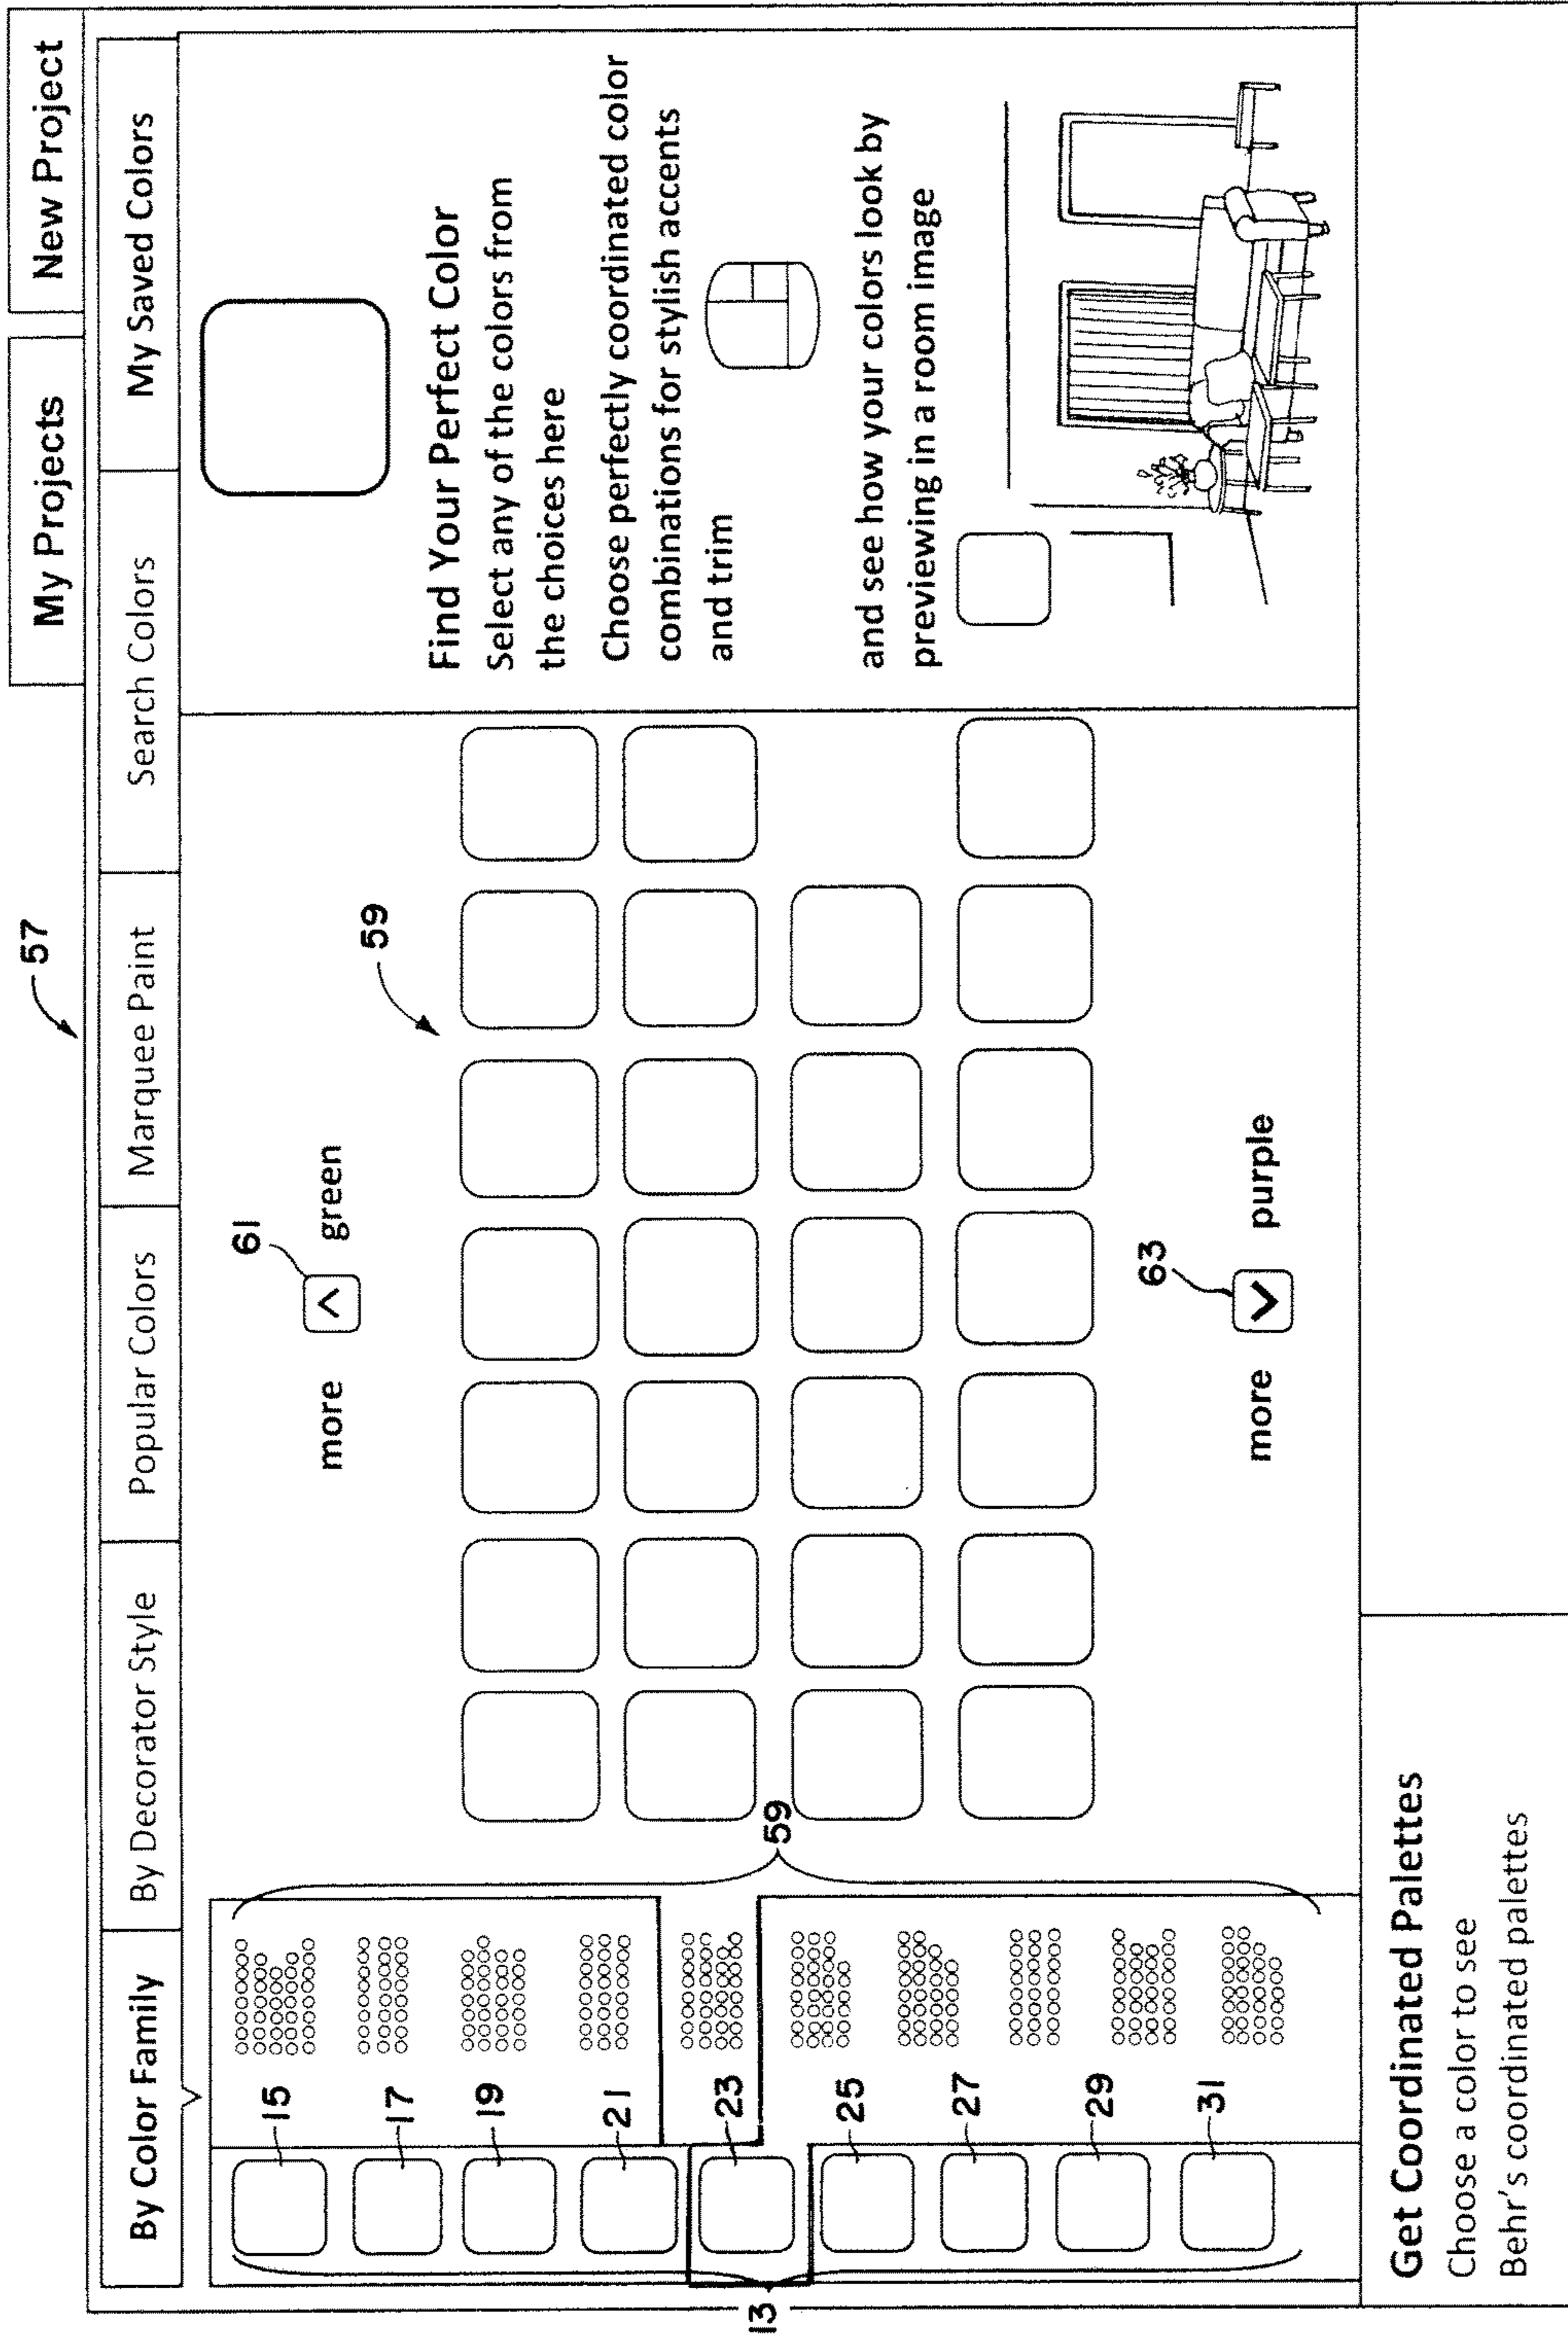 My Projects
New Project
57
By Color Family
By Decorator Style
Popular Colors
Marquee Paint
Search Colors
My Saved Colors
13
15
17
19
21
23
25
27
29
31
59
more
61
green
59
more
63
purple
Find Your Perfect Color
Select any of the colors from
the choices here
Choose perfectly coordinated color
combinations for stylish accents
and trim
and see how your colors look by
previewing in a room image
Get Coordinated Palettes
Choose a color to see
Behr's coordinated palettes